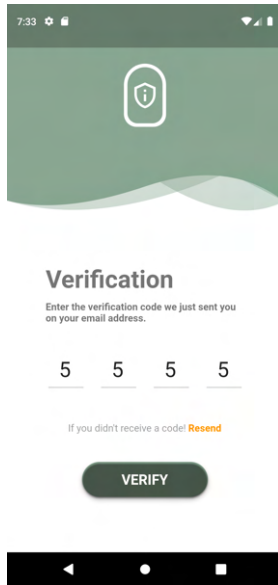 7:33
Verification
Enter the verification code we just sent you
on your email address.
5 5 5 5
If you didn't receive a code! Resend
VERIFY